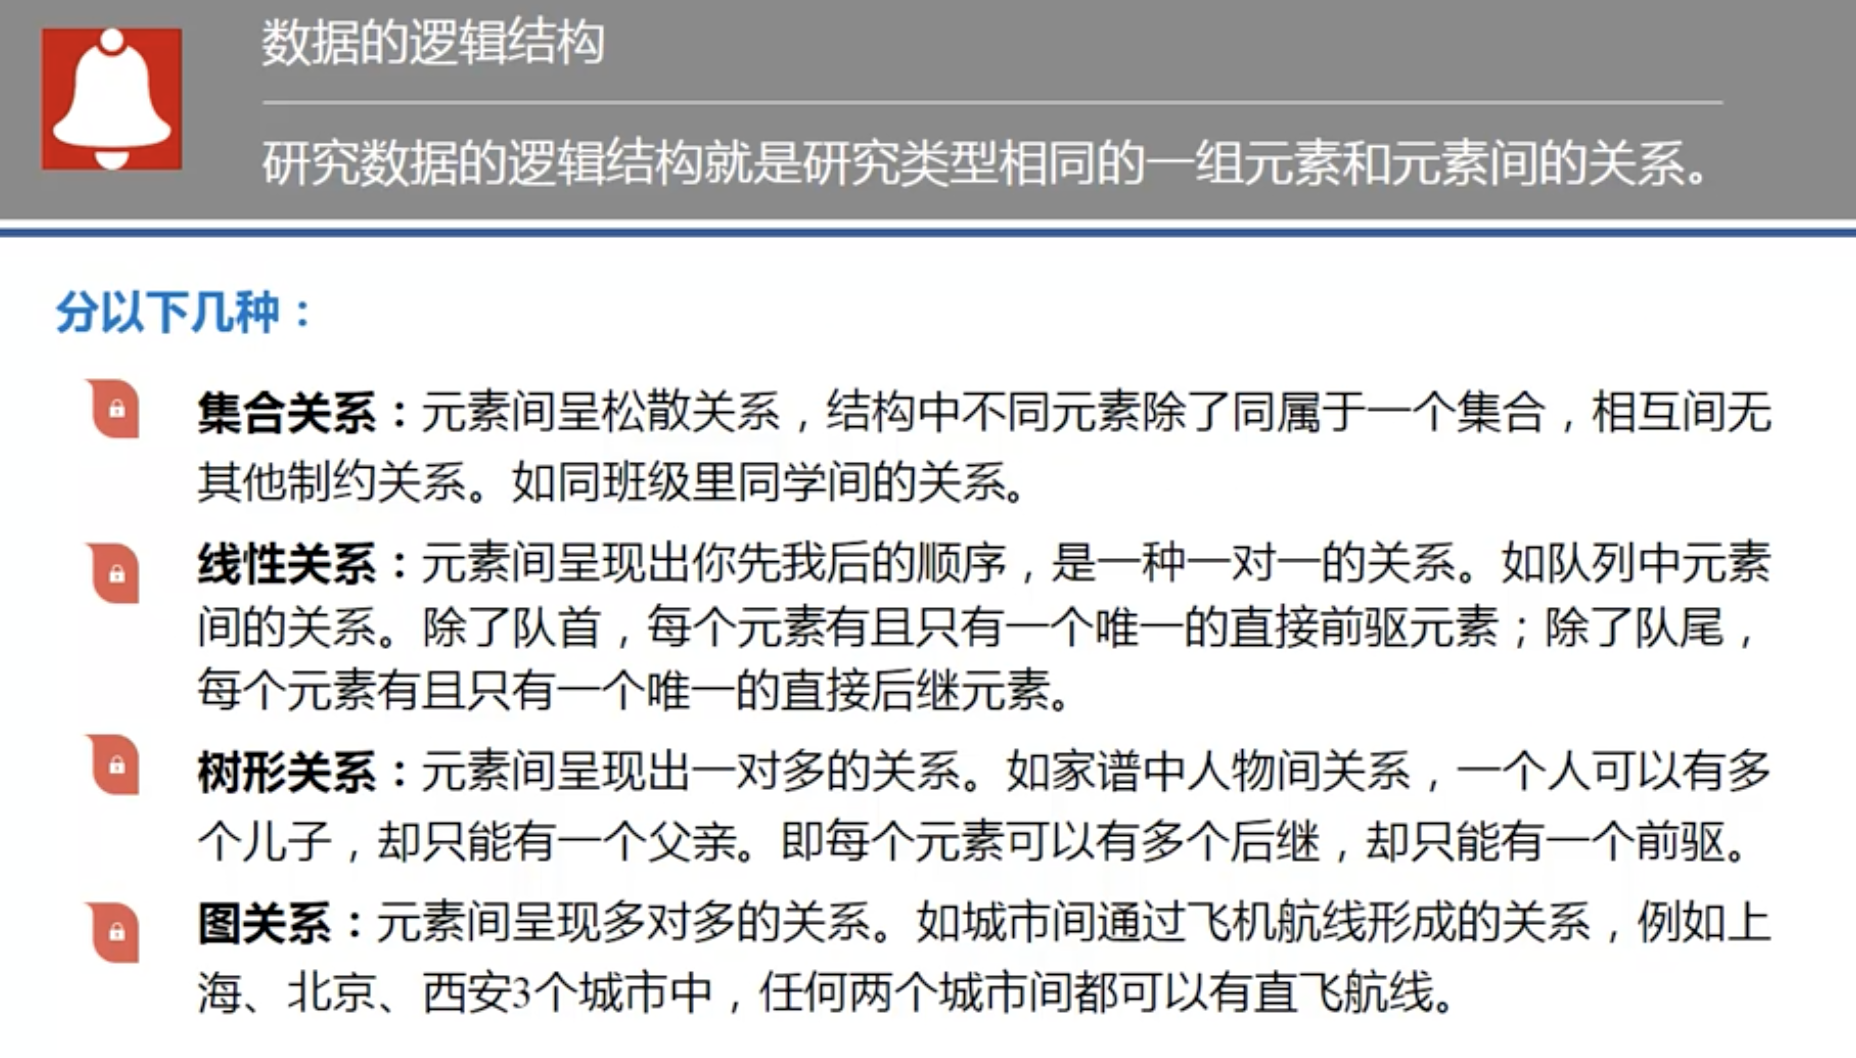 数据的逻辑结构
研究数据的逻辑结构就是研究类型相同的一组元素和元素间的关系。
分以下几种：
集合关系：元素间呈松散关系，结构中不同元素除了同属于一个集合，相互间无
其他制约关系。如同班级里同学间的关系。
线性关系：元素间呈现出你先我后的顺序，是一种一对一的关系。如队列中元素
间的关系。除了队首，每个元素有且只有一个唯一的直接前驱元素；除了队尾，
每个元素有且只有一个唯一的直接后继元素。
树形关系：元素间呈现出一对多的关系。如家谱中人物间关系，一个人可以有多
个儿子，却只能有一个父亲。即每个元素可以有多个后继，却只能有一个前驱。
图关系：元素间呈现多对多的关系。如城市间通过飞机航线形成的关系，例如上
海、北京、西安3个城市中，任何两个城市间都可以有直飞航线。